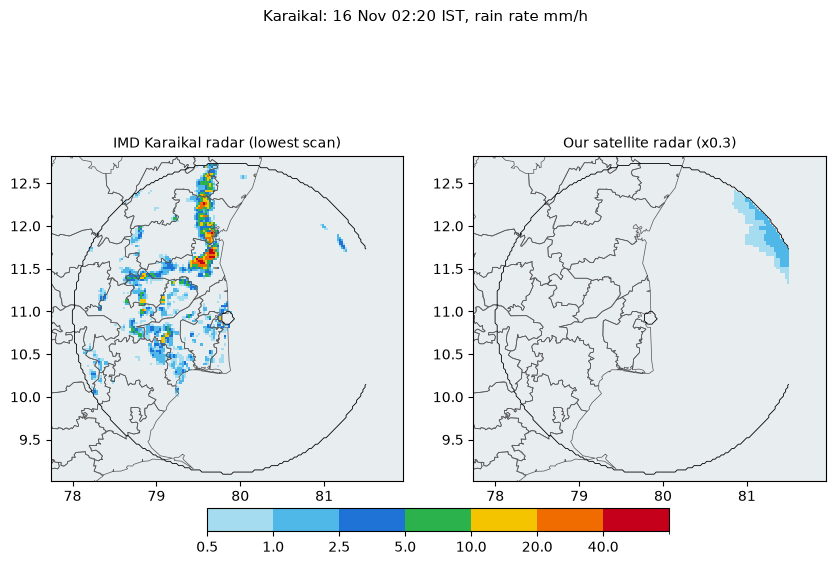 Karaikal: 16 Nov 02:20 IST, rain rate mm/h
IMD Karaikal radar (lowest scan)
Our satellite radar (x0.3)
12.5
12.0
11.5
11.0
10.5
10.0
9.5
78 79 80 81
12.5
12.0
11.5
11.0
10.5
10.0
9.5
78 79 80 81
0.5 1.0 2.5 5.0 10.0 20.0 40.0